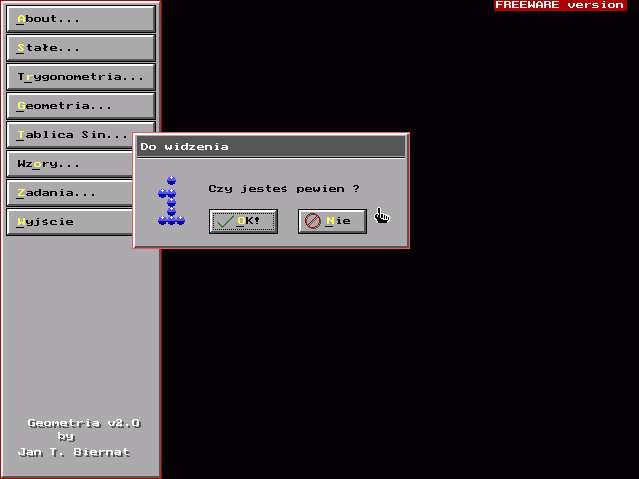 FREEWARE version
About...
Stałe...
Trygonometria...
Geometria...
Tablica Sin...
Wzory...
Zadania...
Wyjście
Do widzenia
Czy jesteś pewien ?
OK!
Nie
Geometria v2.0
by
Jan T. Biernat